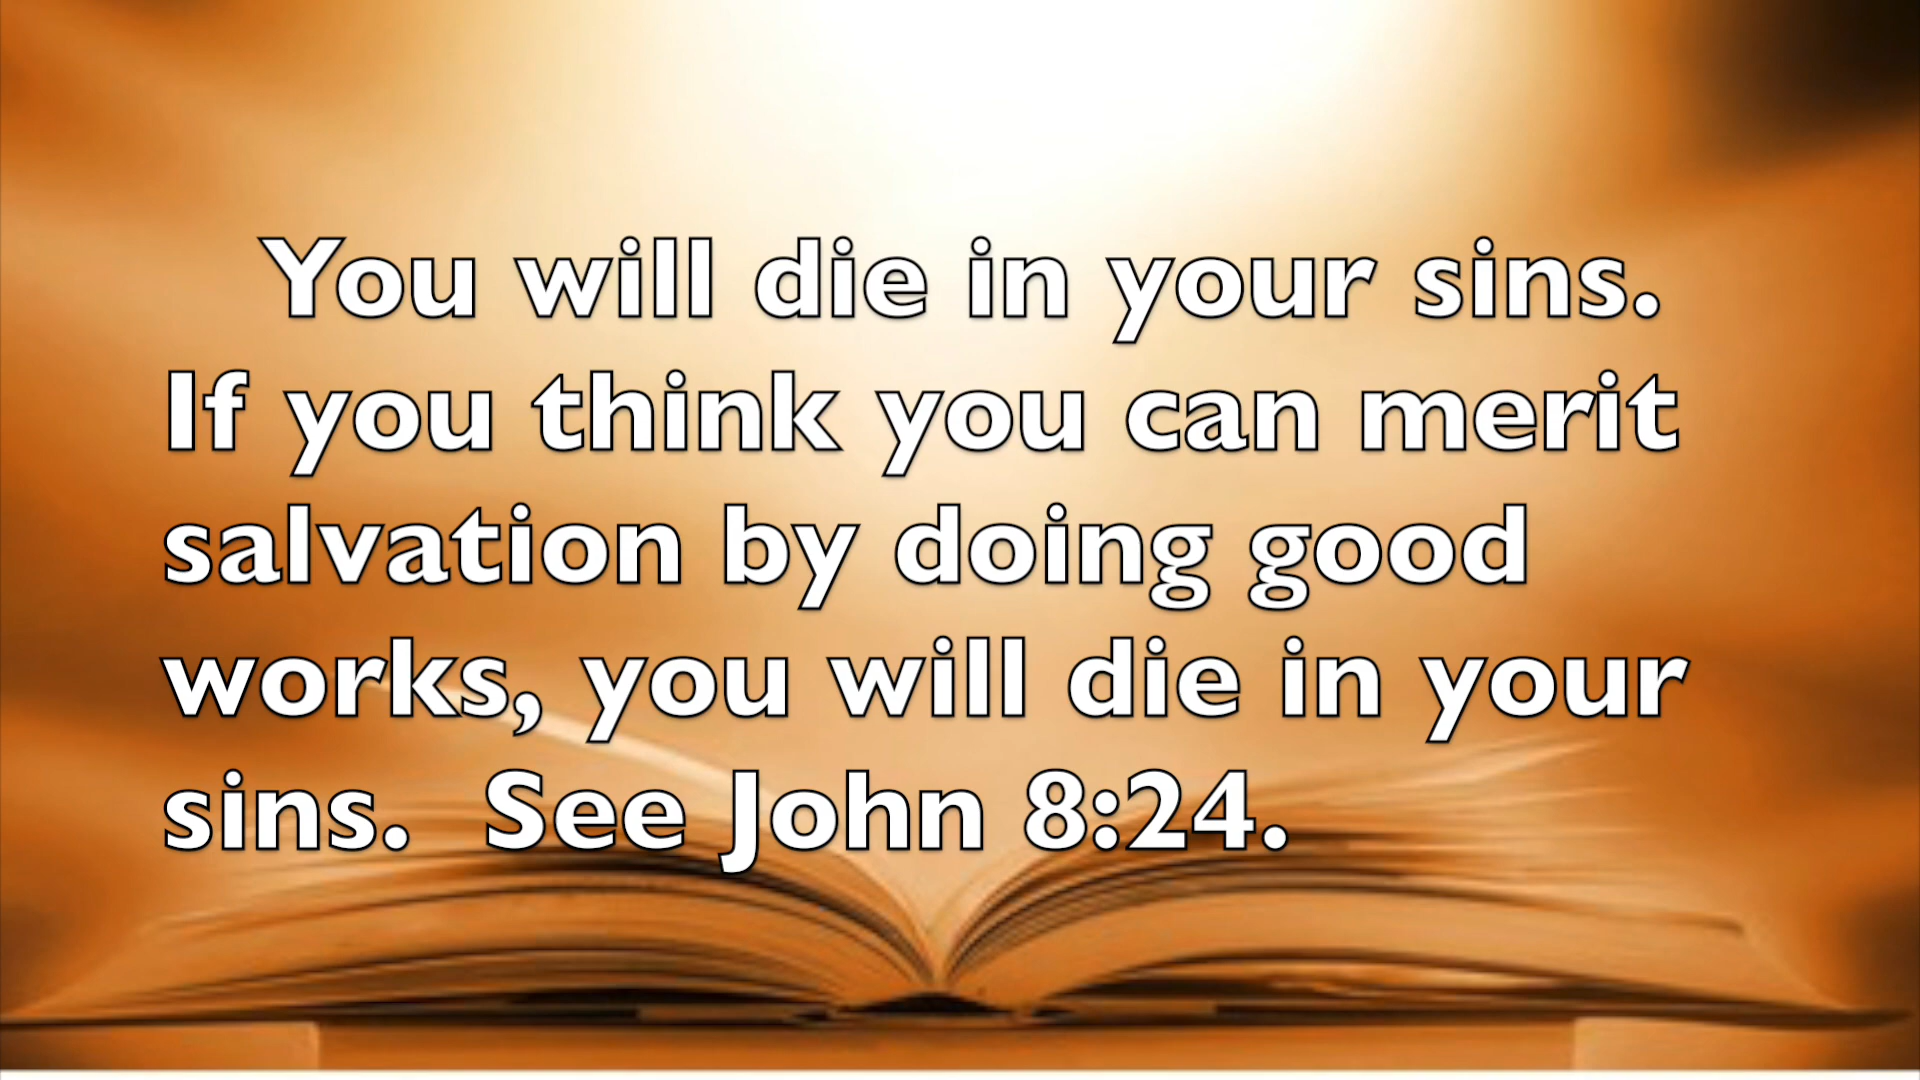 You will die in your sins.
If you think you can merit
salvation by doing good
works, you will die in your
sins.  See John 8:24.